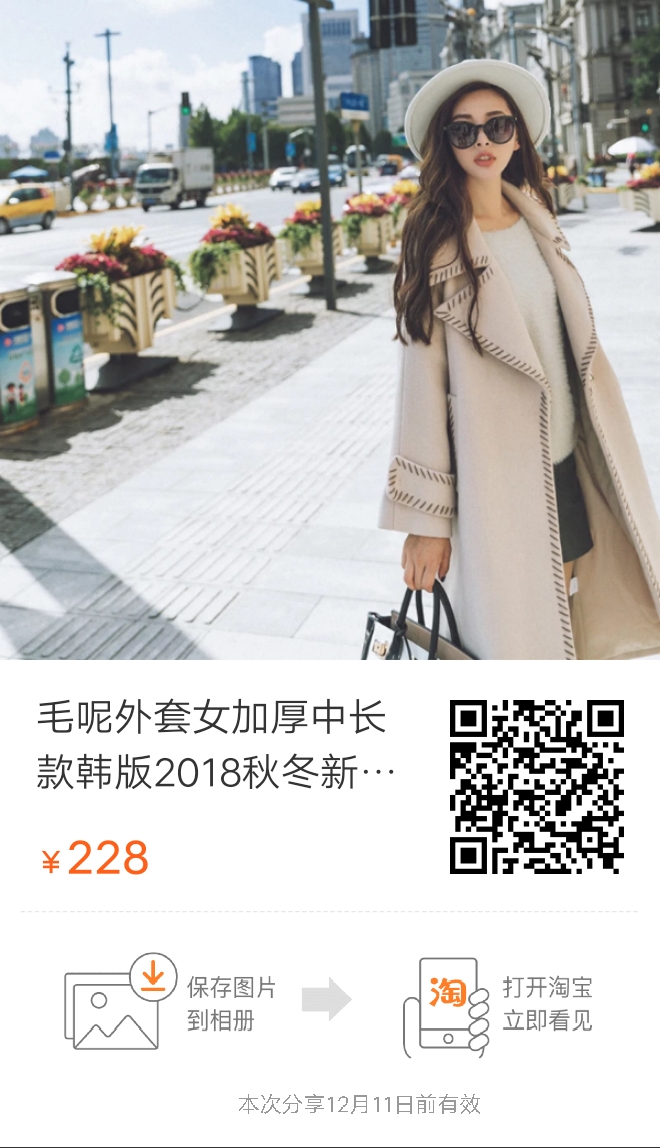 毛呢外套女加厚中长
款韩版2018秋冬新…
¥228
保存图片
到相册
淘
打开淘宝
立即看见
本次分享12月11日前有效